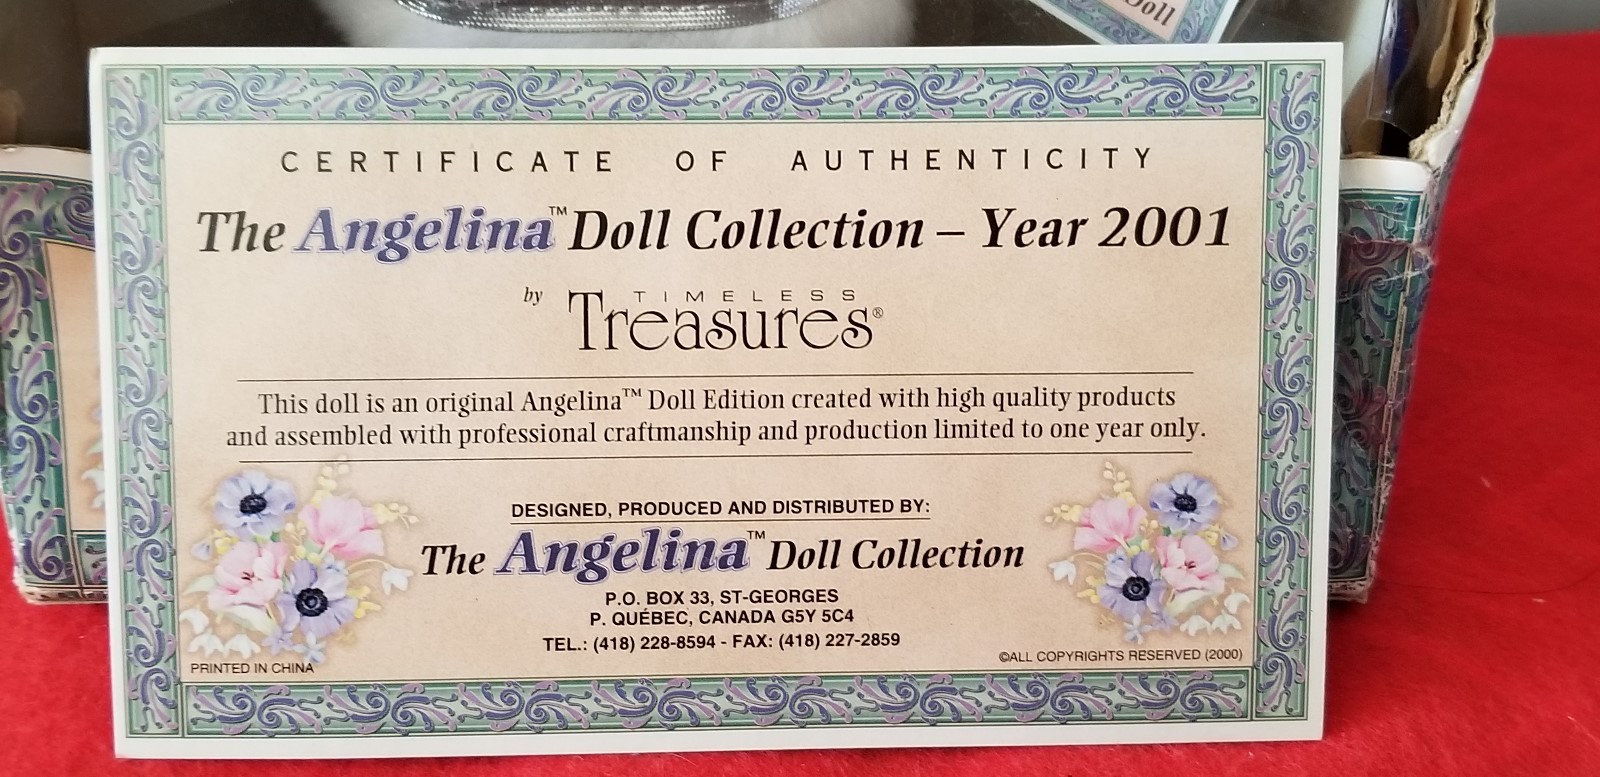 Doll
CERTIFICATE OF AUTHENTICITY
The Angelina™ Doll Collection – Year 2001
by TIMELESS
Treasures®
This doll is an original Angelina™ Doll Edition created with high quality products
and assembled with professional craftmanship and production limited to one year only.
DESIGNED, PRODUCED AND DISTRIBUTED BY:
The Angelina™ Doll Collection
P.O. BOX 33, ST-GEORGES
P. QUÉBEC, CANADA G5Y 5C4
TEL.: (418) 228-8594 - FAX: (418) 227-2859
PRINTED IN CHINA
©ALL COPYRIGHTS RESERVED (2000)